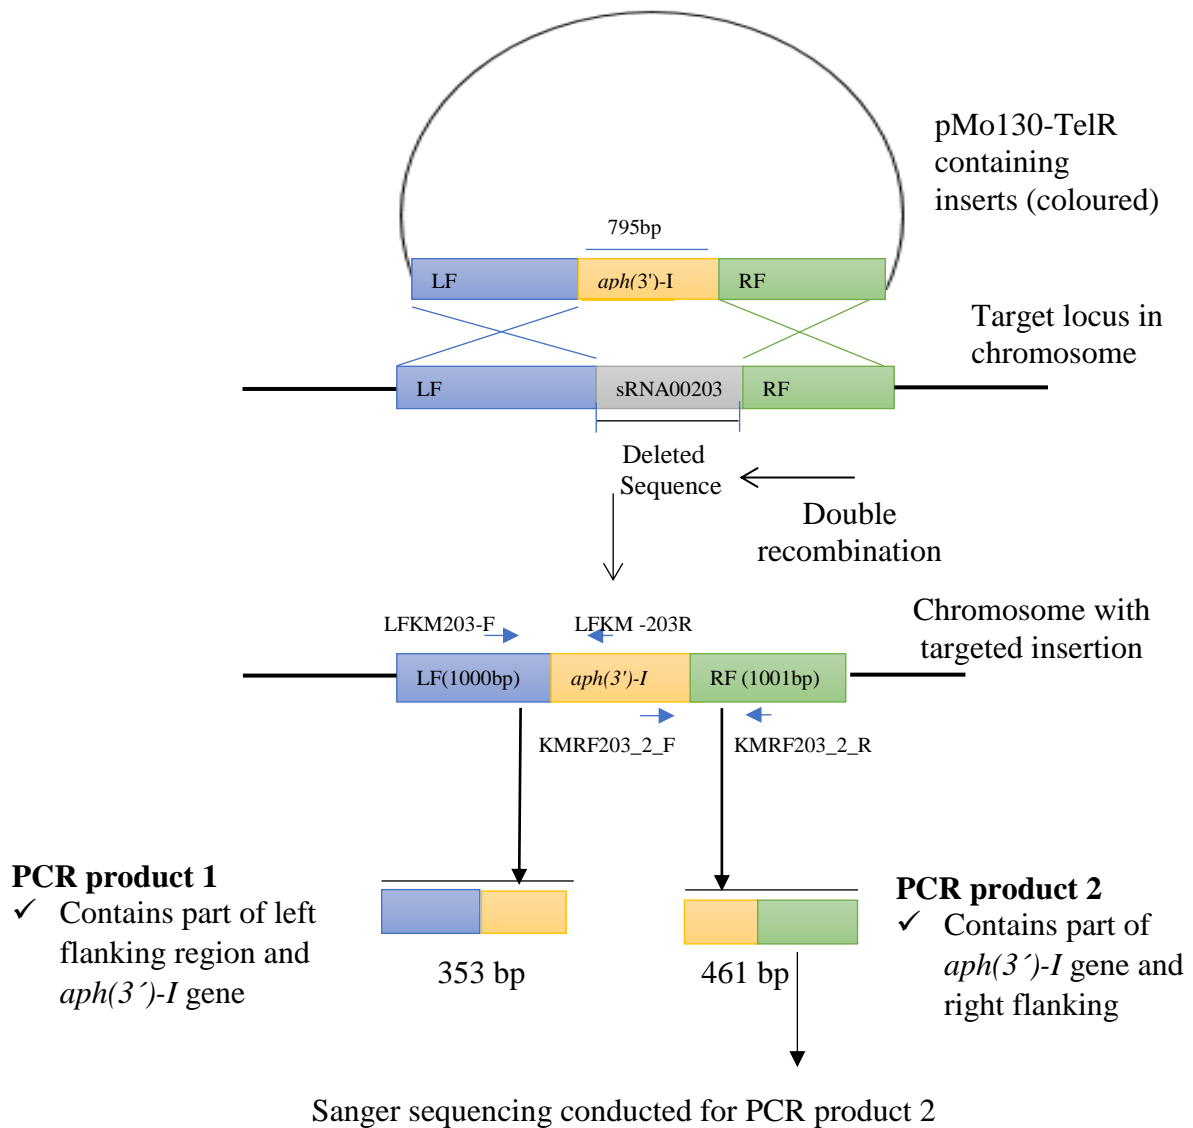 pMo130-TelR
containing
inserts (coloured)
795bp
LF
aph(3')-I
RF
Target locus in
chromosome
LF
sRNA00203
RF
Deleted
Sequence
Double
recombination
Chromosome with
targeted insertion
LFKM203-F
LFKM -203R
LF(1000bp)
aph(3')-I
RF (1001bp)
KMRF203_2_F
KMRF203_2_R
PCR product 1
✓ Contains part of left
flanking region and
aph(3´)-I gene
353 bp
461 bp
PCR product 2
✓ Contains part of
aph(3´)-I gene and
right flanking
Sanger sequencing conducted for PCR product 2